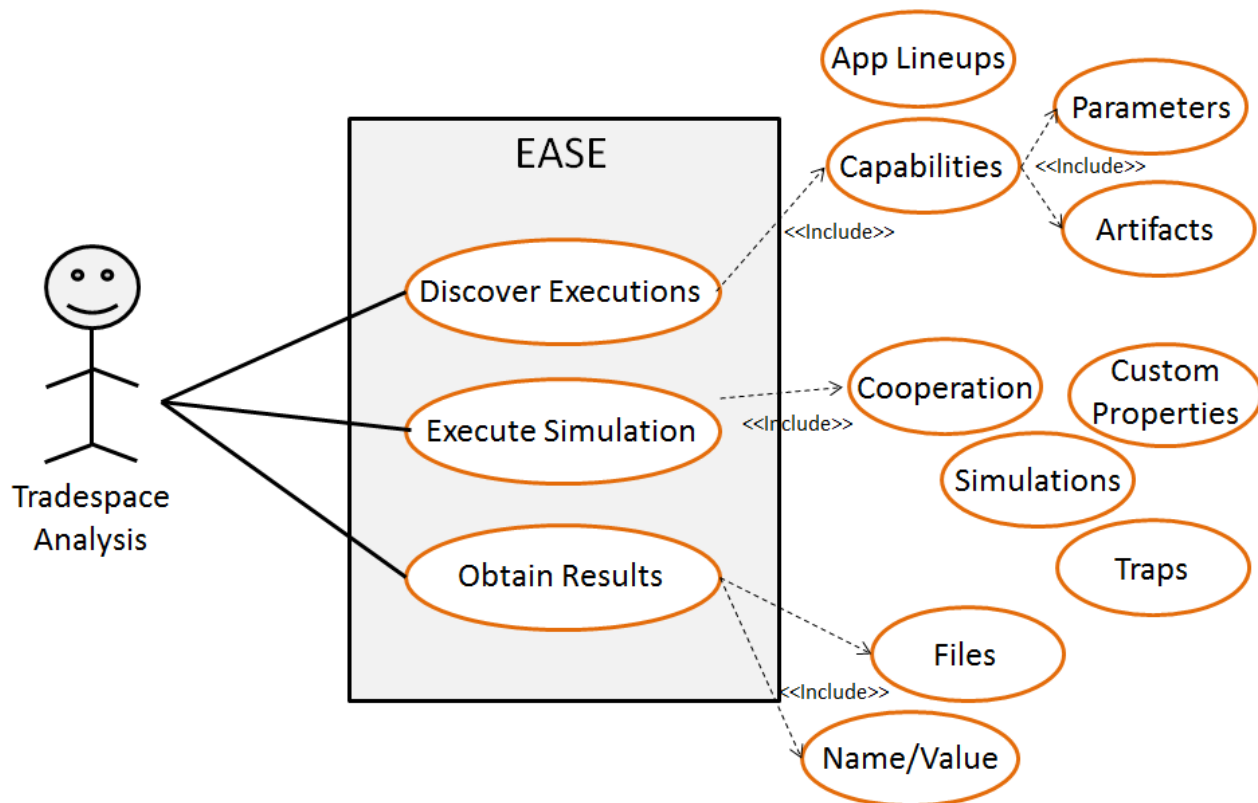 App Lineups
Parameters
EASE
Capabilities
<<Include>>
<<Include>>
Artifacts
Discover Executions
Cooperation
Custom
Properties
<<Include>>
Execute Simulation
Simulations
Tradespace
Analysis
Obtain Results
Traps
Files
<<Include>>
Name/Value